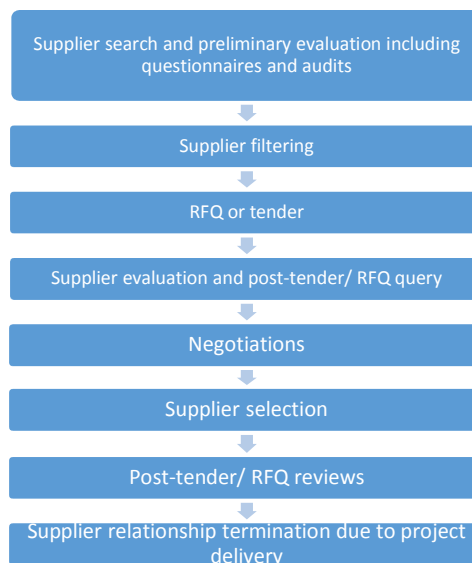 Supplier search and preliminary evaluation including
questionnaires and audits
Supplier filtering
RFQ or tender
Supplier evaluation and post-tender/ RFQ query
Negotiations
Supplier selection
Post-tender/ RFQ reviews
Supplier relationship termination due to project
delivery